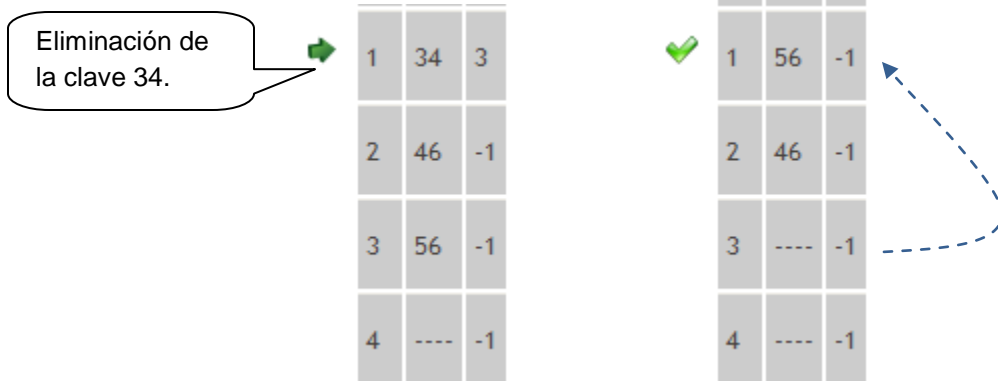 Eliminación de
la clave 34.
1 34 3
2 46 -1
3 56 -1
4 ---- -1
1 56 -1
2 46 -1
3 ---- -1
4 ---- -1